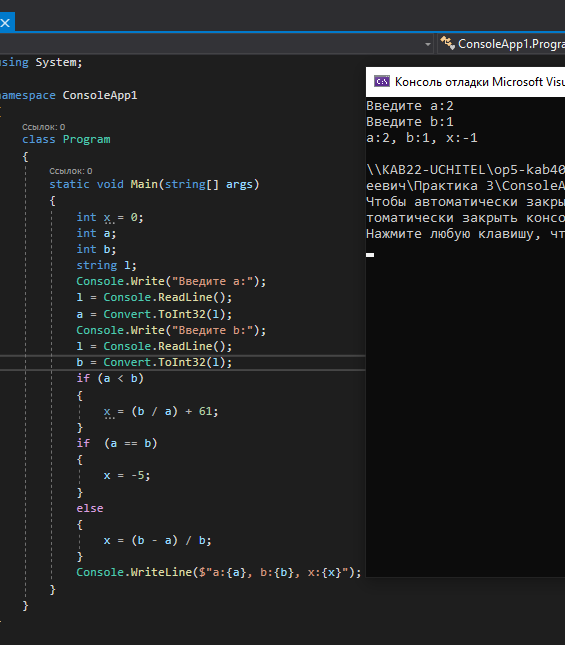 ConsoleApp1.Progra
using System;
namespace ConsoleApp1
{
Ссылок: 0
class Program
{
Ссылок: 0
static void Main(string[] args)
{
int x = 0;
int a;
int b;
string l;
Console.Write("Введите a:");
l = Console.ReadLine();
a = Convert.ToInt32(l);
Console.Write("Введите b:");
l = Console.ReadLine();
b = Convert.ToInt32(l);
if (a < b)
{
x = (b / a) + 61;
}
if (a == b)
{
x = -5;
}
else
{
x = (b - a) / b;
}
Console.WriteLine($"a:{a}, b:{b}, x:{x}");
}
}
Консоль отладки Microsoft Visu
Введите a:2
Введите b:1
a:2, b:1, x:-1
\\KAB22-UCHITEL\op5-kab40
еевич\Практика 3\ConsoleA
Чтобы автоматически закры
томатически закрыть консо
Нажмите любую клавишу, чт